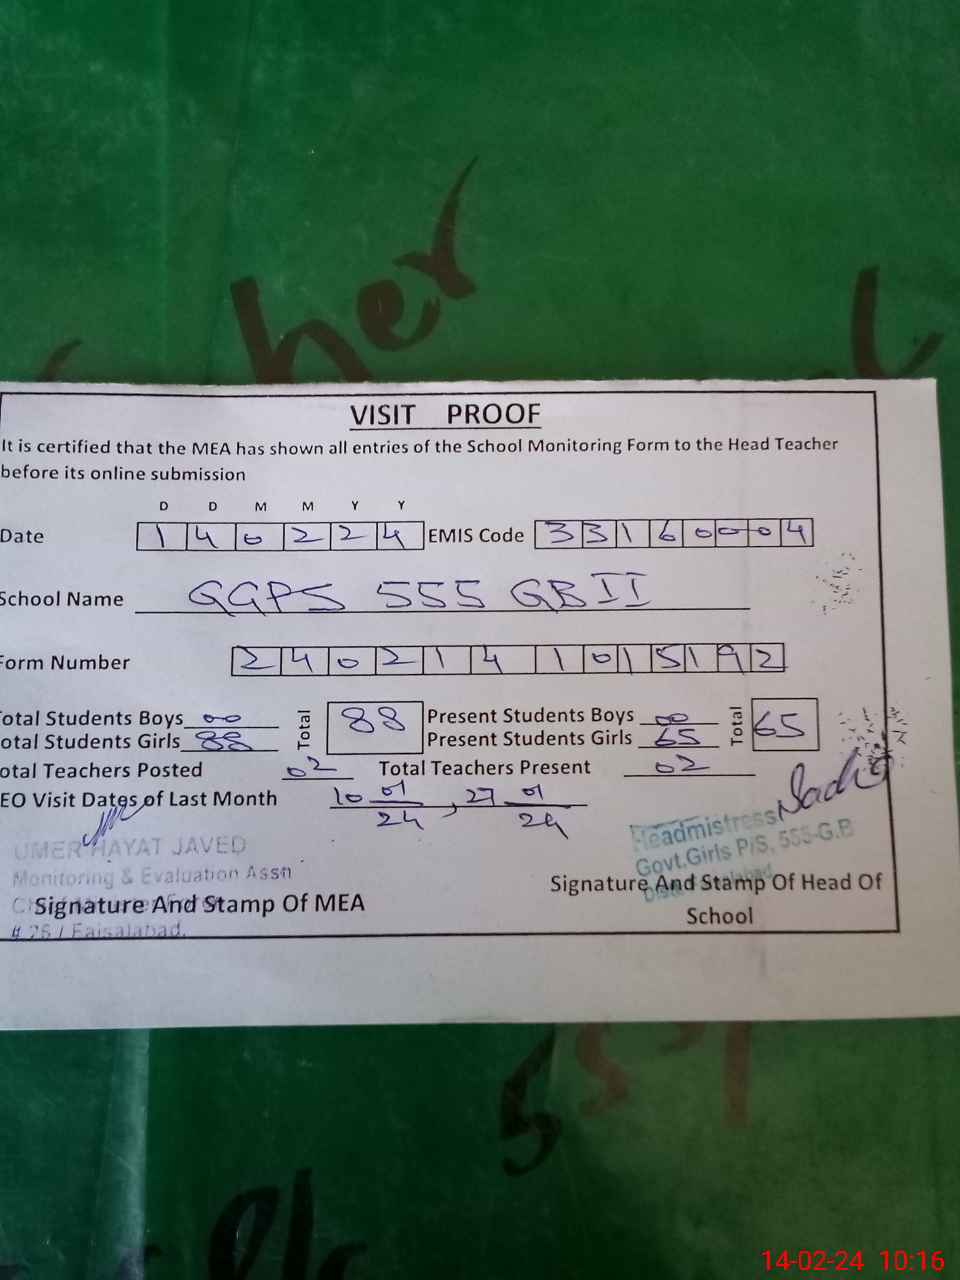 her
VISIT PROOF
It is certified that the MEA has shown all entries of the School Monitoring Form to the Head Teacher
before its online submission
D D M M Y Y
Date 1 4 0 2 2 4 EMIS Code 3 3 1 6 0 0 0 4
School Name GGPS 555 GB II
Form Number 2 4 0 2 1 4 1 0 1 5 9 2
otal Students Boys 00 Total 88 Present Students Boys 00 Total 65
otal Students Girls 88 Present Students Girls 65
otal Teachers Posted 02 Total Teachers Present 02
EO Visit Dates of Last Month 10 01 24, 27 01 24
UMER HAYAT JAVED
Monitoring & Evaluation Assn
Headmistress
Govt.Girls P/S, 555-G.B
Signature And Stamp Of MEA
Signature And Stamp Of Head Of
School
Faisalabad.
14-02-24 10:16